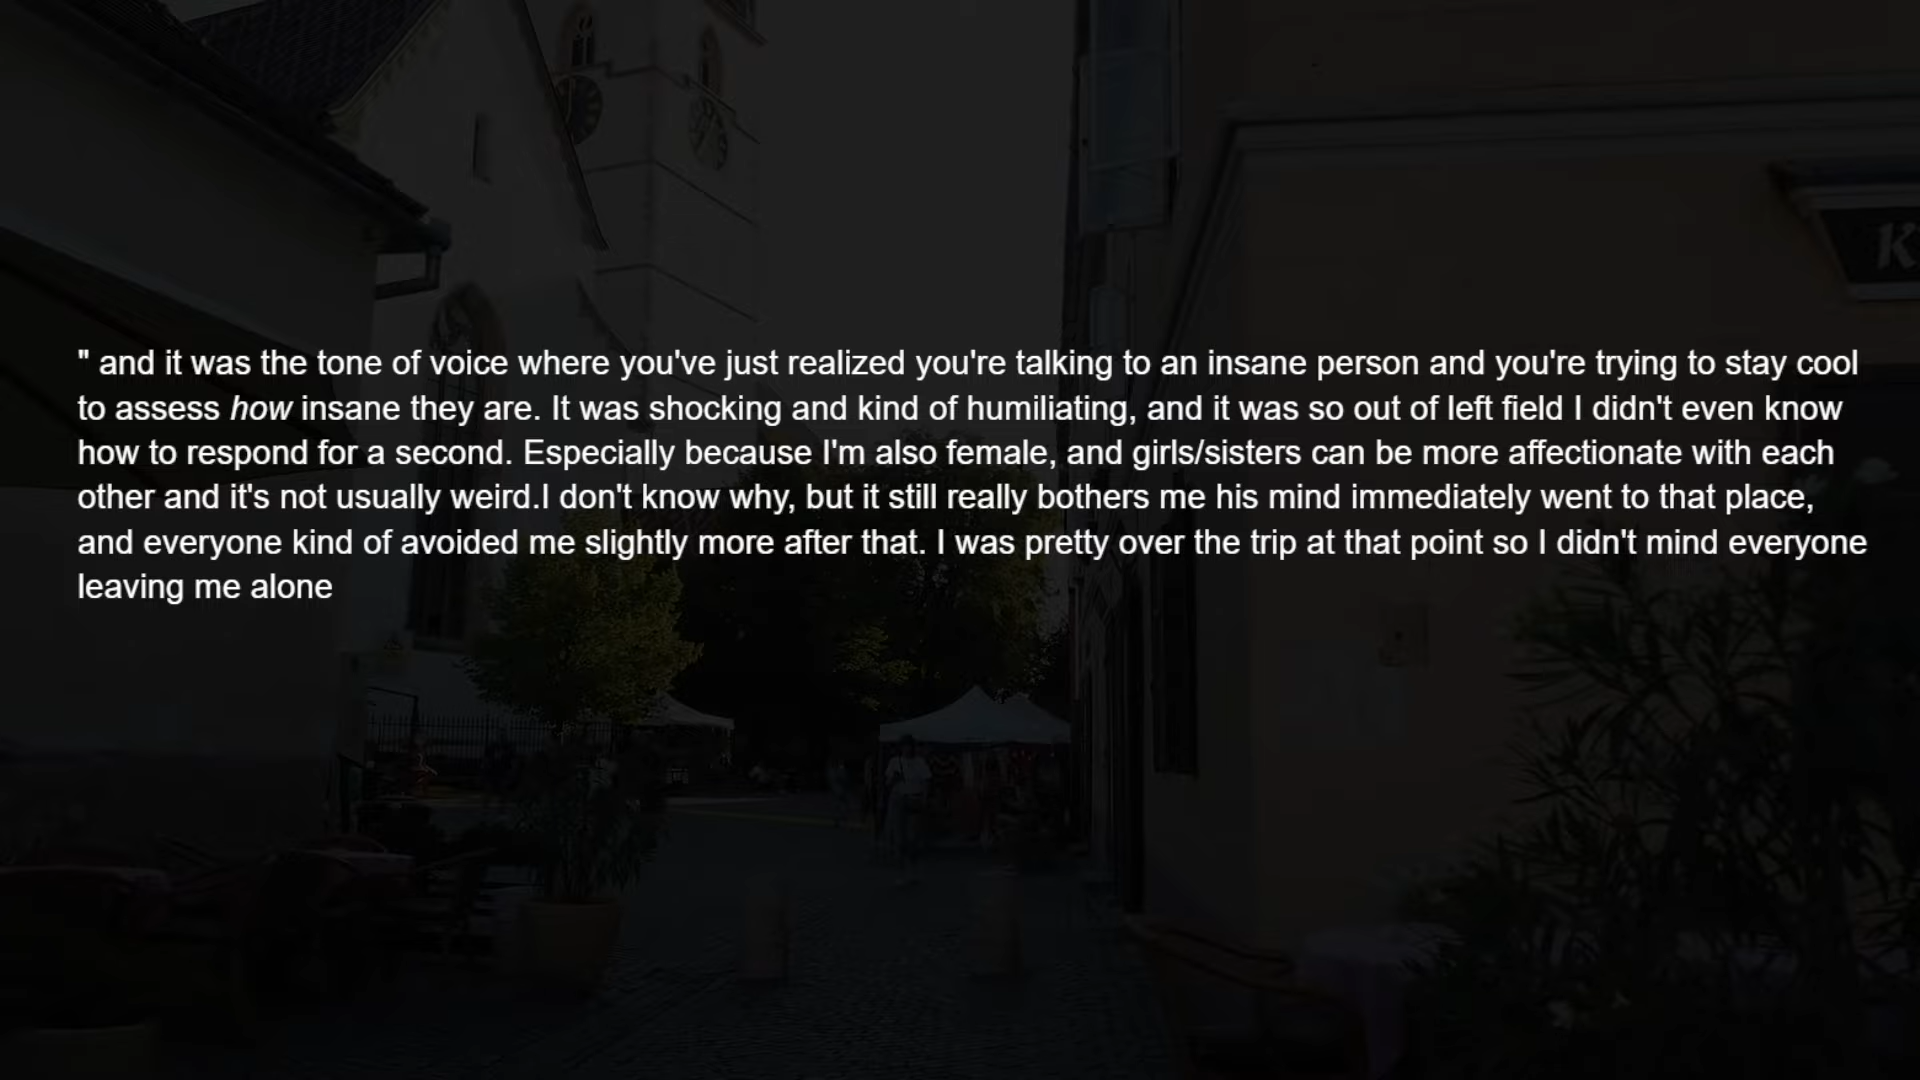 " and it was the tone of voice where you've just realized you're talking to an insane person and you're trying to stay cool
to assess how insane they are. It was shocking and kind of humiliating, and it was so out of left field I didn't even know
how to respond for a second. Especially because I'm also female, and girls/sisters can be more affectionate with each
other and it's not usually weird.I don't know why, but it still really bothers me his mind immediately went to that place,
and everyone kind of avoided me slightly more after that. I was pretty over the trip at that point so I didn't mind everyone
leaving me alone